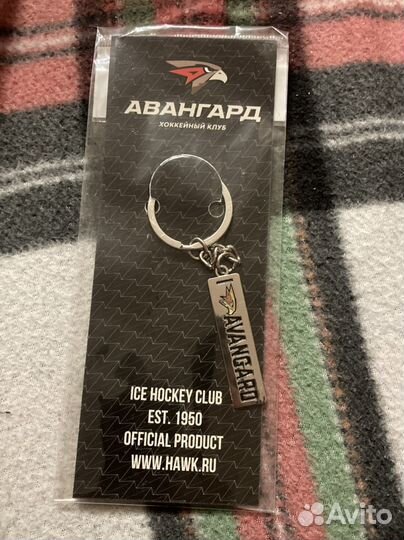 АВАНГАРД
ХОККЕЙНЫЙ КЛУБ
I AVANGARD
ICE HOCKEY CLUB
EST. 1950
OFFICIAL PRODUCT
WWW.HAWK.RU
Avito